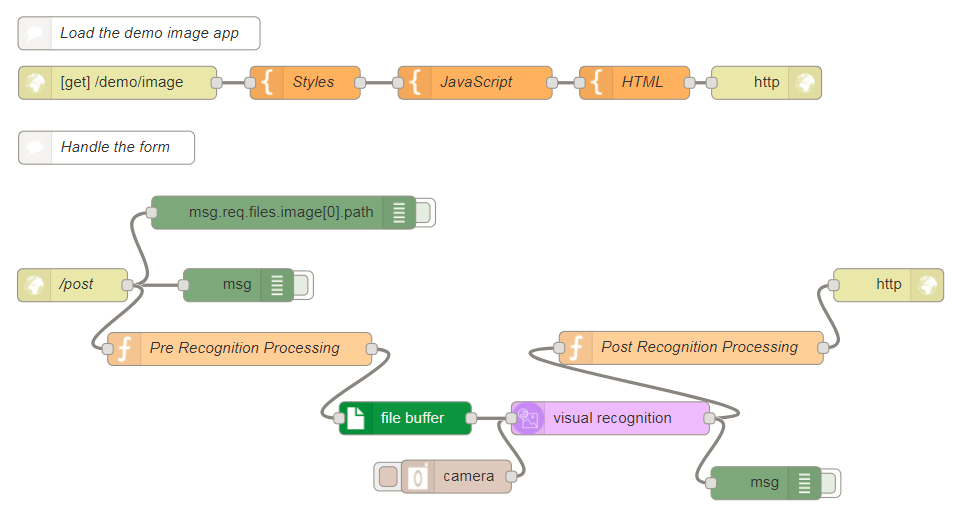 Load the demo image app
[get] /demo/image
Styles
JavaScript
HTML
http
Handle the form
msg.req.files.image[0].path
/post
msg
http
Pre Recognition Processing
Post Recognition Processing
file buffer
visual recognition
camera
msg